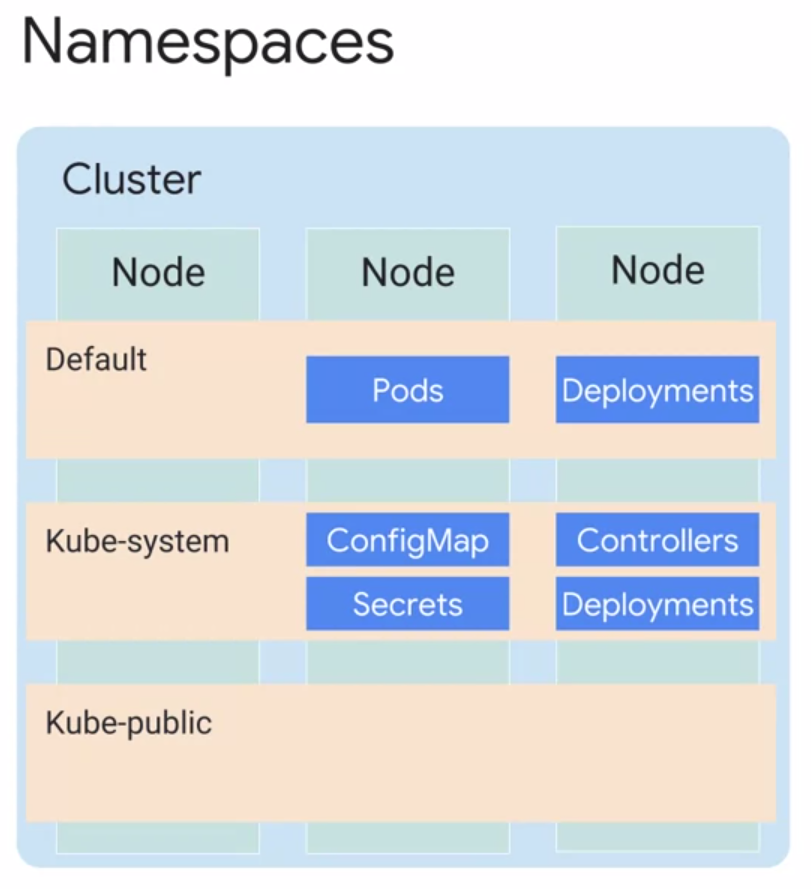 Namespaces
Cluster
Node Node Node
Default
Pods Deployments
Kube-system ConfigMap Controllers
Secrets Deployments
Kube-public